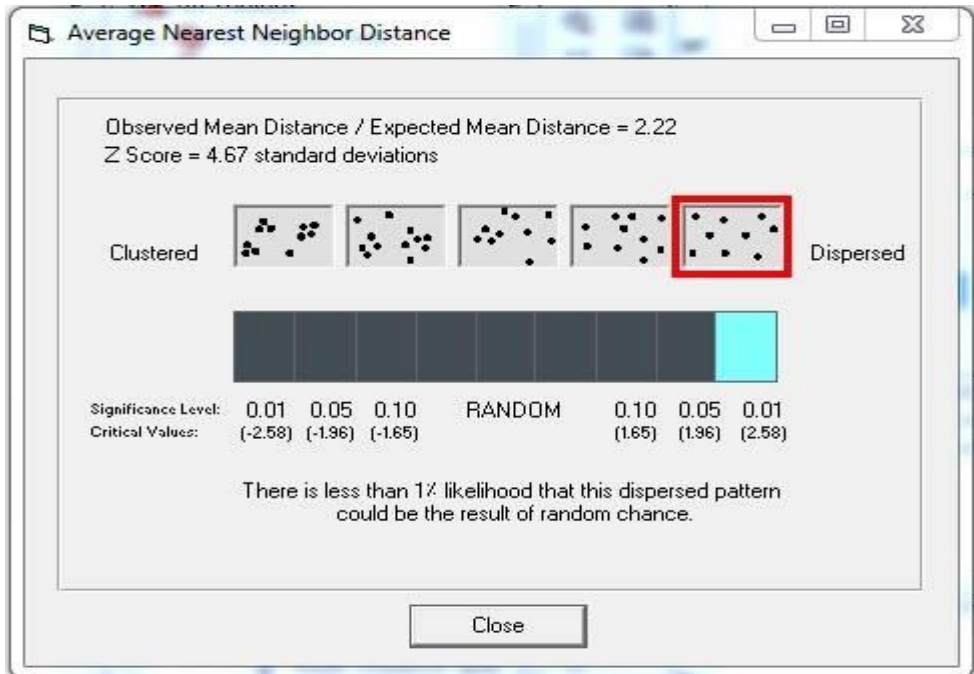 Average Nearest Neighbor Distance
Observed Mean Distance / Expected Mean Distance = 2.22
Z Score = 4.67 standard deviations
Clustered
Dispersed
Significance Level: 0.01 0.05 0.10 RANDOM 0.10 0.05 0.01
Critical Values: (-2.58) (-1.96) (-1.65) (1.65) (1.96) (2.58)
There is less than 1% likelihood that this dispersed pattern
could be the result of random chance.
Close